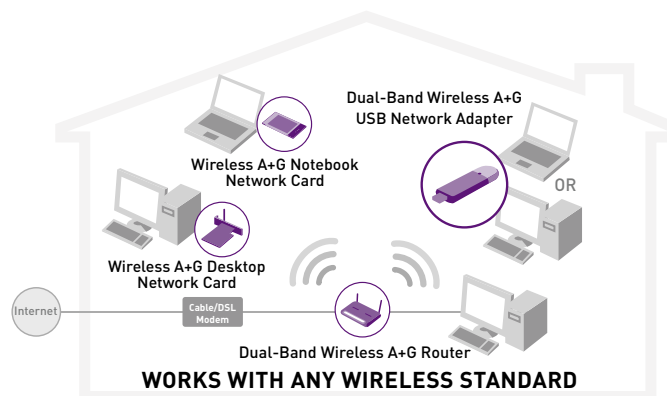 Dual-Band Wireless A+G
USB Network Adapter
Wireless A+G Notebook
Network Card
OR
Wireless A+G Desktop
Network Card
Internet
Cable/DSL
Modem
Dual-Band Wireless A+G Router
WORKS WITH ANY WIRELESS STANDARD